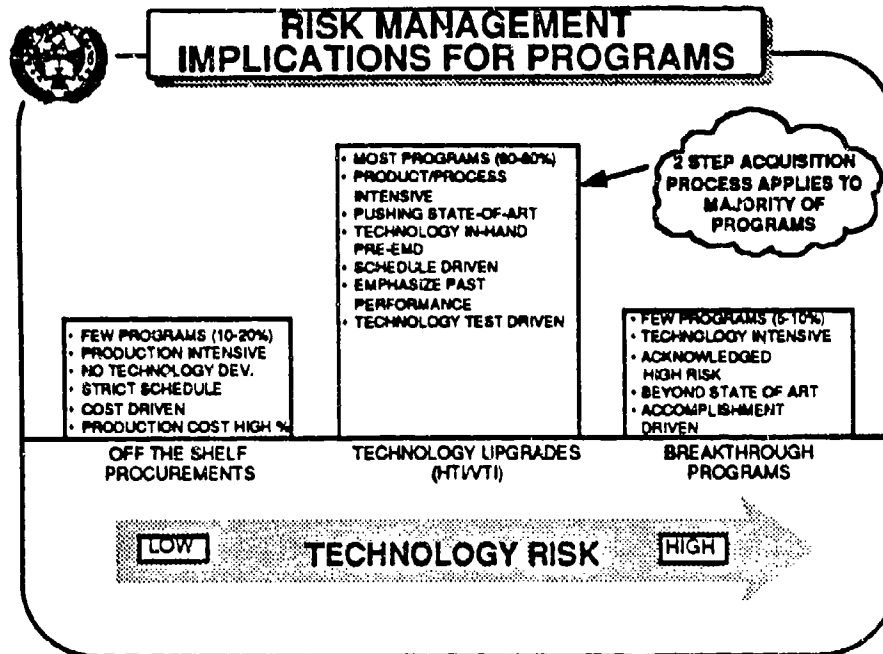 RISK MANAGEMENT
IMPLICATIONS FOR PROGRAMS
2 STEP ACQUISITION
PROCESS APPLIES TO
MAJORITY OF
PROGRAMS
• MOST PROGRAMS
• PRODUCT/PROCESS
INTENSIVE
• PUSHING STATE-OF-ART
• TECHNOLOGY IN-HAND
PRE-EMD
• SCHEDULE DRIVEN
• EMPHASIZE PAST
PERFORMANCE
• TECHNOLOGY TEST DRIVEN
• FEW PROGRAMS (10-20%)
• PRODUCTION INTENSIVE
• NO TECHNOLOGY DEV.
• STRICT SCHEDULE
• COST DRIVEN
• PRODUCTION COST HIGH %
• FEW PROGRAMS (5-10%)
• TECHNOLOGY INTENSIVE
• ACKNOWLEDGED
HIGH RISK
• BEYOND STATE OF ART
• ACCOMPLISHMENT
DRIVEN
OFF THE SHELF
PROCUREMENTS
TECHNOLOGY UPGRADES
(HTI/VTI)
BREAKTHROUGH
PROGRAMS
LOW
TECHNOLOGY RISK
HIGH